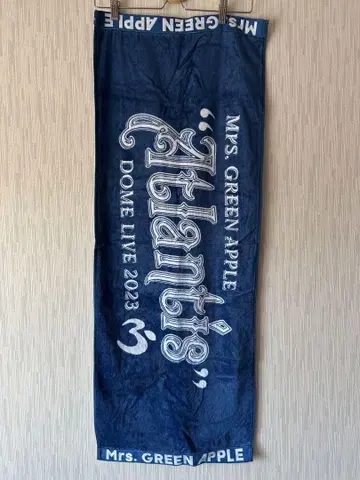 Mrs. GREEN APPLE
MRS. GREEN APPLE
"Atlantis"
DOME LIVE 2023
Mrs. GREEN APPLE